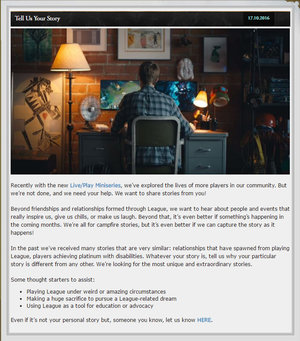 Tell Us Your Story
17.10.2016
Recently with the new Live/Play Miniseries, we've explored the lives of more players in our community. But
we're not done, and we need your help. We want to share stories from you!
Beyond friendships and relationships formed through League, we want to hear about people and events that
really inspire us, give us chills, or make us laugh. Beyond that, it's even better if something's happening in
the coming months. We're all for campfire stories, but it's even better if we can capture the story as it
happens!
In the past we've received many stories that are very similar: relationships that have spawned from playing
League, players achieving platinum with disabilities. Whatever your story is, tell us why your particular
story is different from any other. We're looking for the most unique and extraordinary stories.
Some thought starters to assist:
• Playing League under weird or amazing circumstances
• Making a huge sacrifice to pursue a League-related dream
• Using League as a tool for education or advocacy
Even if it's not your personal story but, someone you know, let us know HERE.